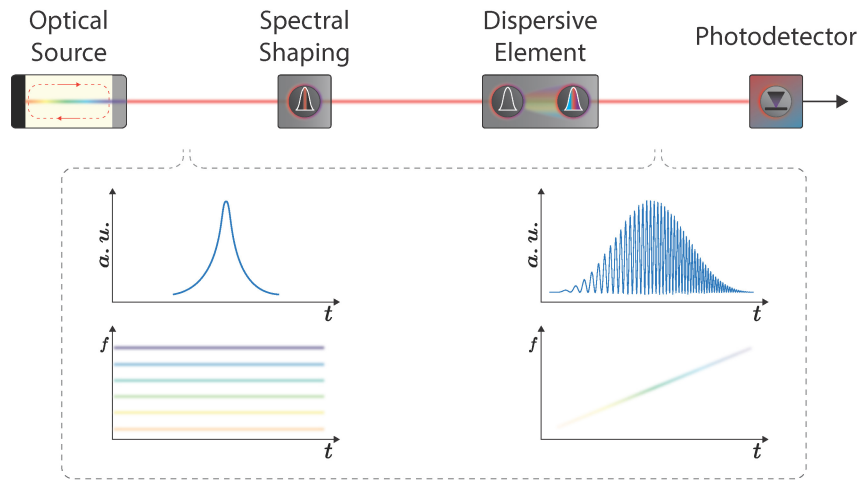 Optical
Source
Spectral
Shaping
Dispersive
Element
Photodetector
a. u.
t
a. u.
t
f
t
f
t